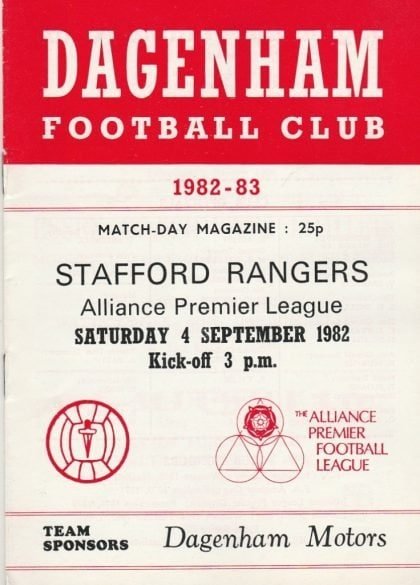 DAGENHAM
FOOTBALL CLUB
1982-83
MATCH-DAY MAGAZINE : 25p
STAFFORD RANGERS
Alliance Premier League
SATURDAY 4 SEPTEMBER 1982
Kick-off 3 p.m.
THE ALLIANCE
PREMIER
FOOTBALL
LEAGUE
TEAM
SPONSORS
Dagenham Motors